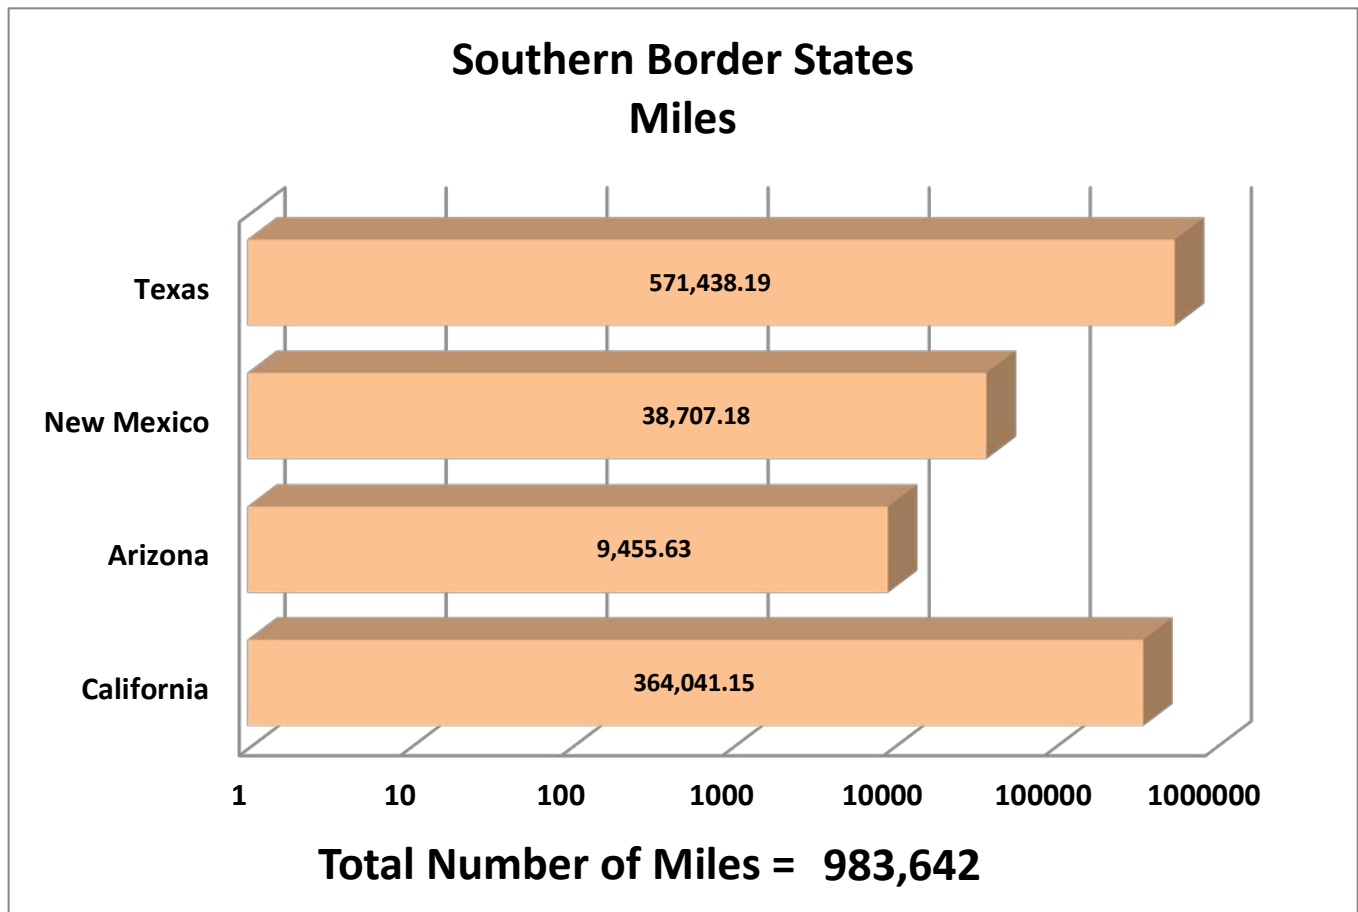 Southern Border States
Miles
Texas
571,438.19
New Mexico
38,707.18
Arizona
9,455.63
California
364,041.15
1 10 100 1000 10000 100000 1000000
Total Number of Miles = 983,642